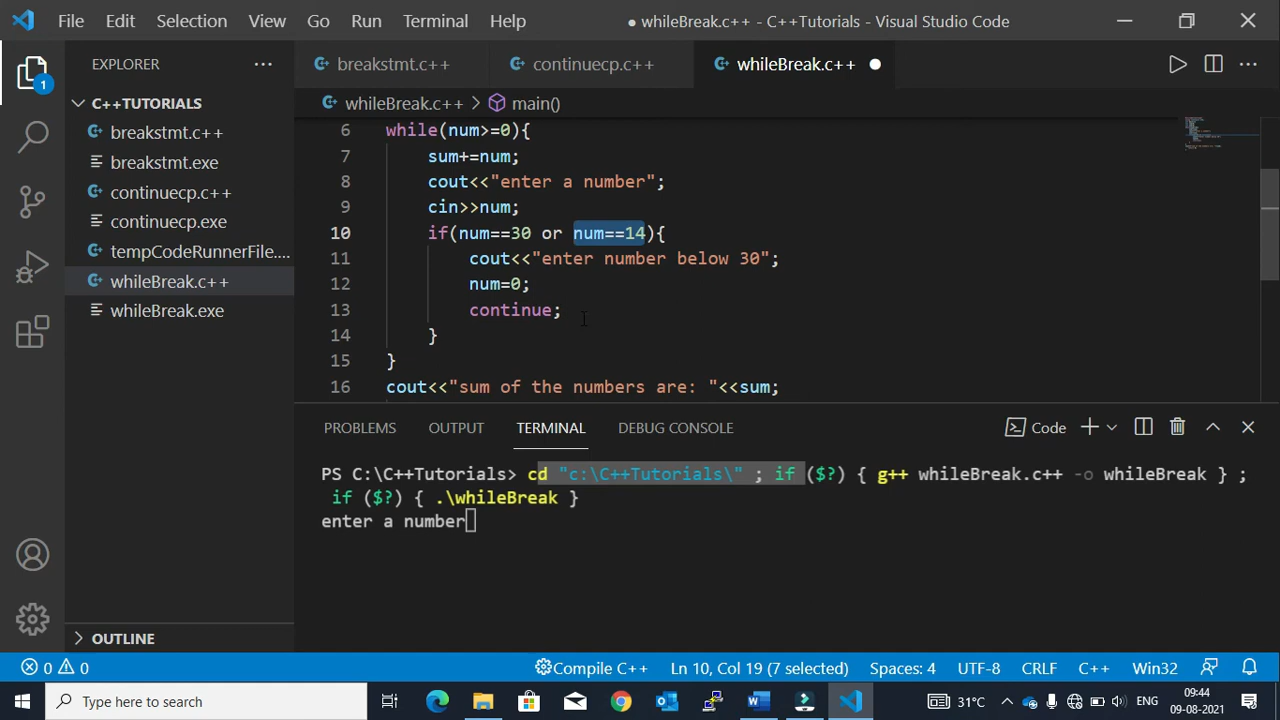 File Edit Selection View Go Run Terminal Help
● whileBreak.c++ - C++Tutorials - Visual Studio Code
EXPLORER
breakstmt.c++ continuecp.c++ whileBreak.c++
whileBreak.c++ > main()
1
C++TUTORIALS
breakstmt.c++
breakstmt.exe
continuecp.c++
continuecp.exe
tempCodeRunnerFile....
whileBreak.c++
whileBreak.exe
OUTLINE
6 while(num>=0){
7 sum+=num;
8 cout<<"enter a number";
9 cin>>num;
10 if(num==30 or num==14){
11 cout<<"enter number below 30";
12 num=0;
13 continue;
14 }
15 }
16 cout<<"sum of the numbers are: "<<sum;
PROBLEMS OUTPUT TERMINAL DEBUG CONSOLE
Code
PS C:\C++Tutorials> cd "c:\C++Tutorials\" ; if ($?) { g++ whileBreak.c++ -o whileBreak } ;
if ($?) { .\whileBreak }
enter a number
0 0 Compile C++ Ln 10, Col 19 (7 selected) Spaces: 4 UTF-8 CRLF C++ Win32
Type here to search
31°C ENG
09:44
09-08-2021